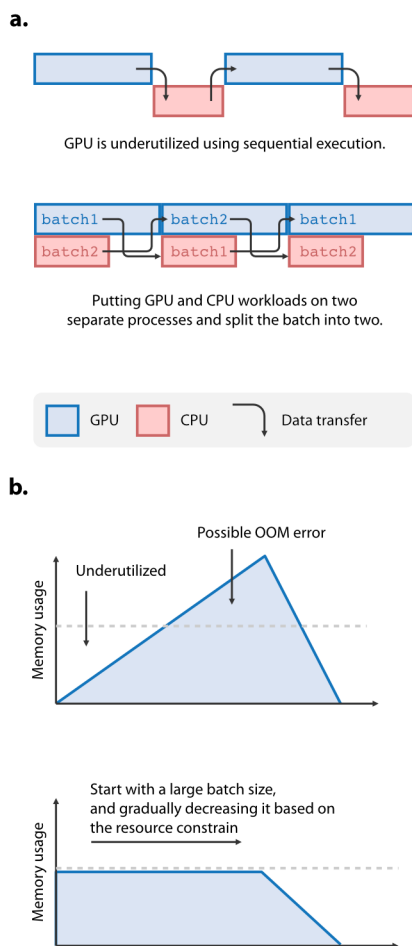 a.
GPU is underutilized using sequential execution.
batch1 batch2 batch1
batch2 batch1 batch2
Putting GPU and CPU workloads on two
separate processes and split the batch into two.
GPU CPU Data transfer
b.
Possible OOM error
Underutilized
Memory usage
Start with a large batch size,
and gradually decreasing it based on
the resource constrain
Memory usage